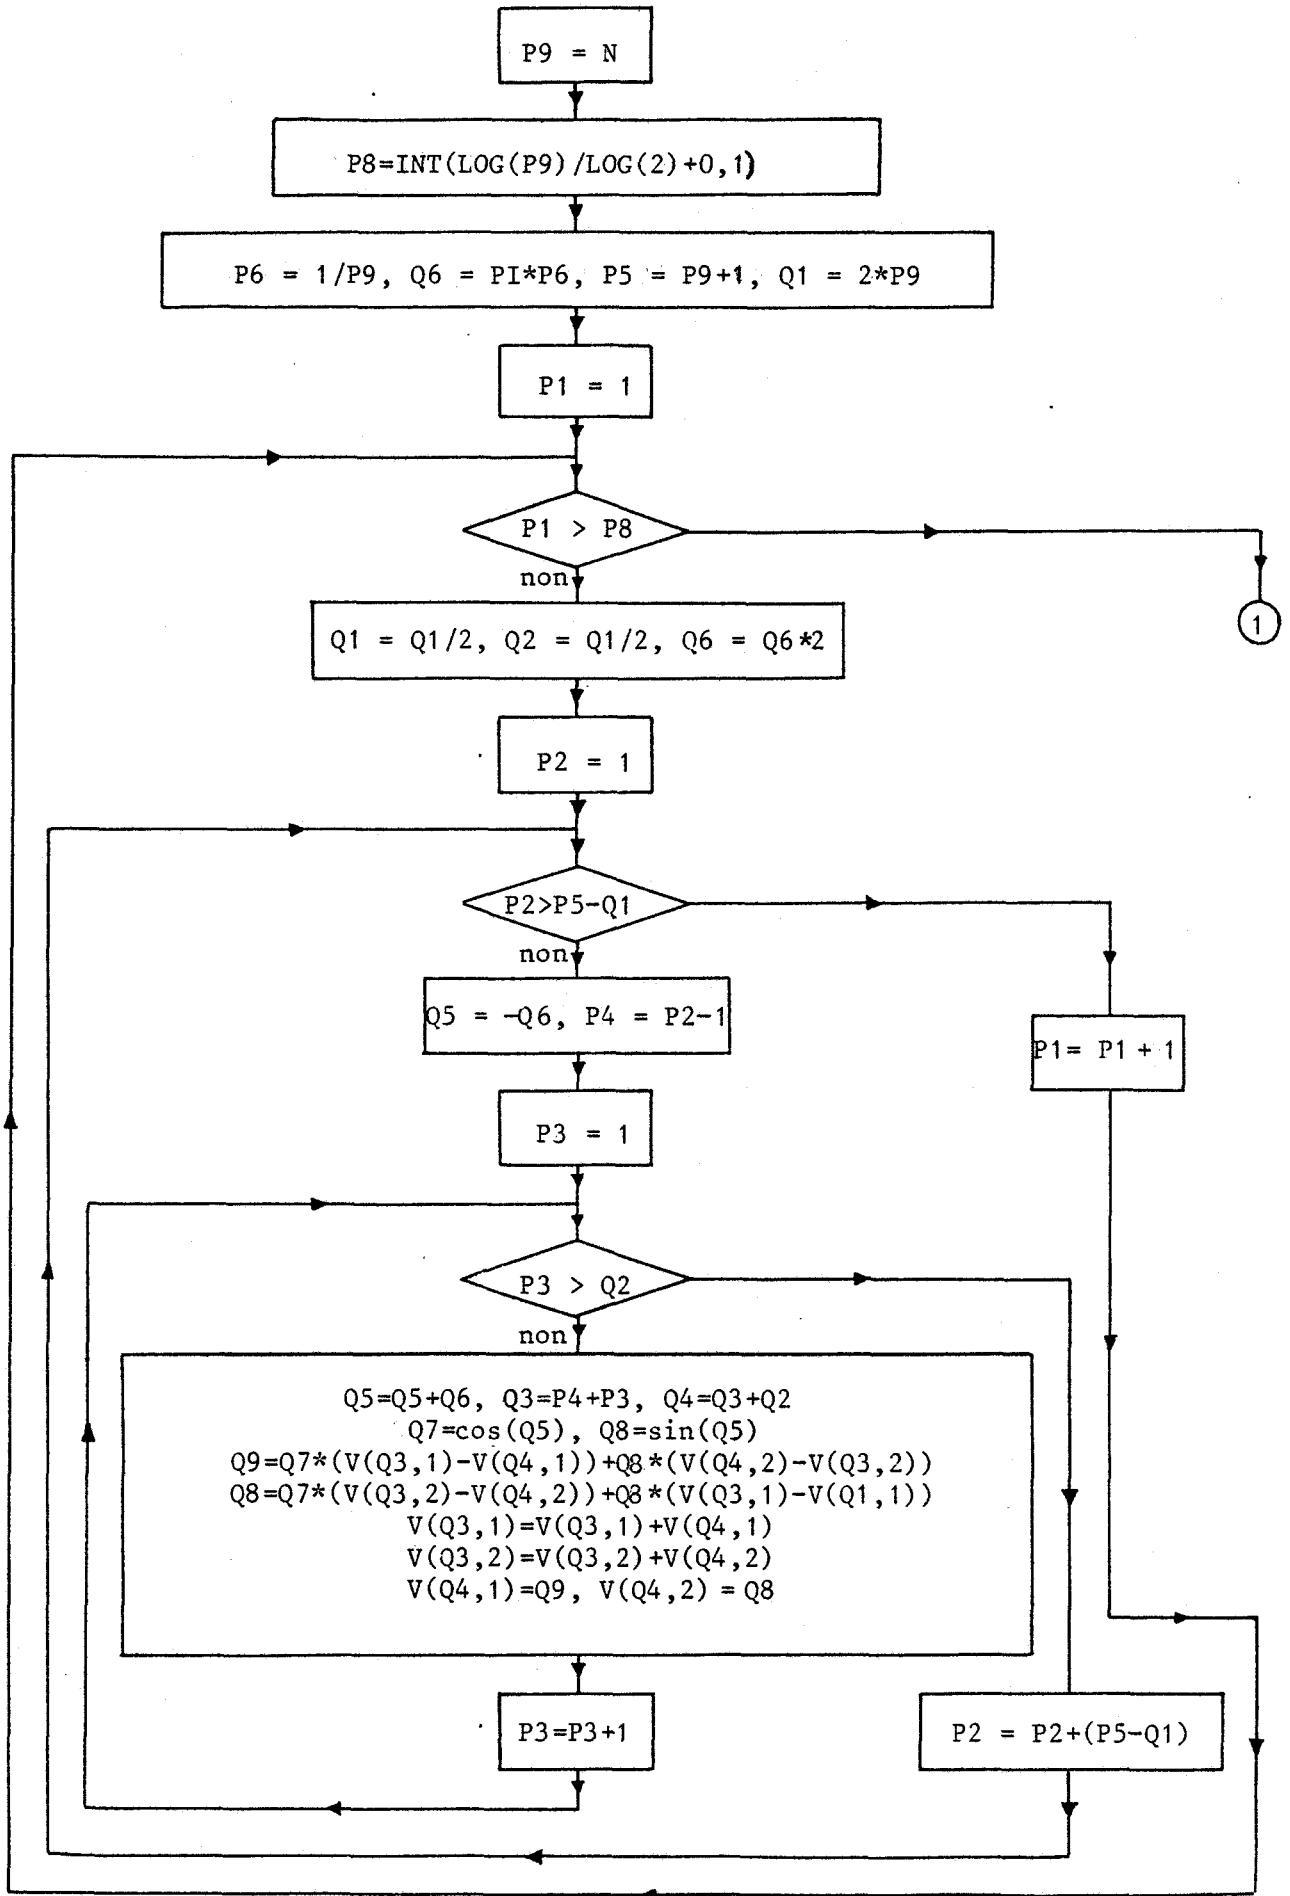 P9 = N
P8=INT(LOG(P9)/LOG(2)+0,1)
P6 = 1/P9, Q6 = PI*P6, P5 = P9+1, Q1 = 2*P9
P1 = 1
P1 > P8
non
1
Q1 = Q1/2, Q2 = Q1/2, Q6 = Q6*2
P2 = 1
P2>P5-Q1
non
Q5 = -Q6, P4 = P2-1
P1= P1 + 1
P3 = 1
P3 > Q2
non
Q5=Q5+Q6, Q3=P4+P3, Q4=Q3+Q2
Q7=cos(Q5), Q8=sin(Q5)
Q9=Q7*(V(Q3,1)-V(Q4,1))+Q8*(V(Q4,2)-V(Q3,2))
Q8=Q7*(V(Q3,2)-V(Q4,2))+Q8*(V(Q3,1)-V(Q1,1))
V(Q3,1)=V(Q3,1)+V(Q4,1)
V(Q3,2)=V(Q3,2)+V(Q4,2)
V(Q4,1)=Q9, V(Q4,2) = Q8
P3=P3+1
P2 = P2+(P5-Q1)